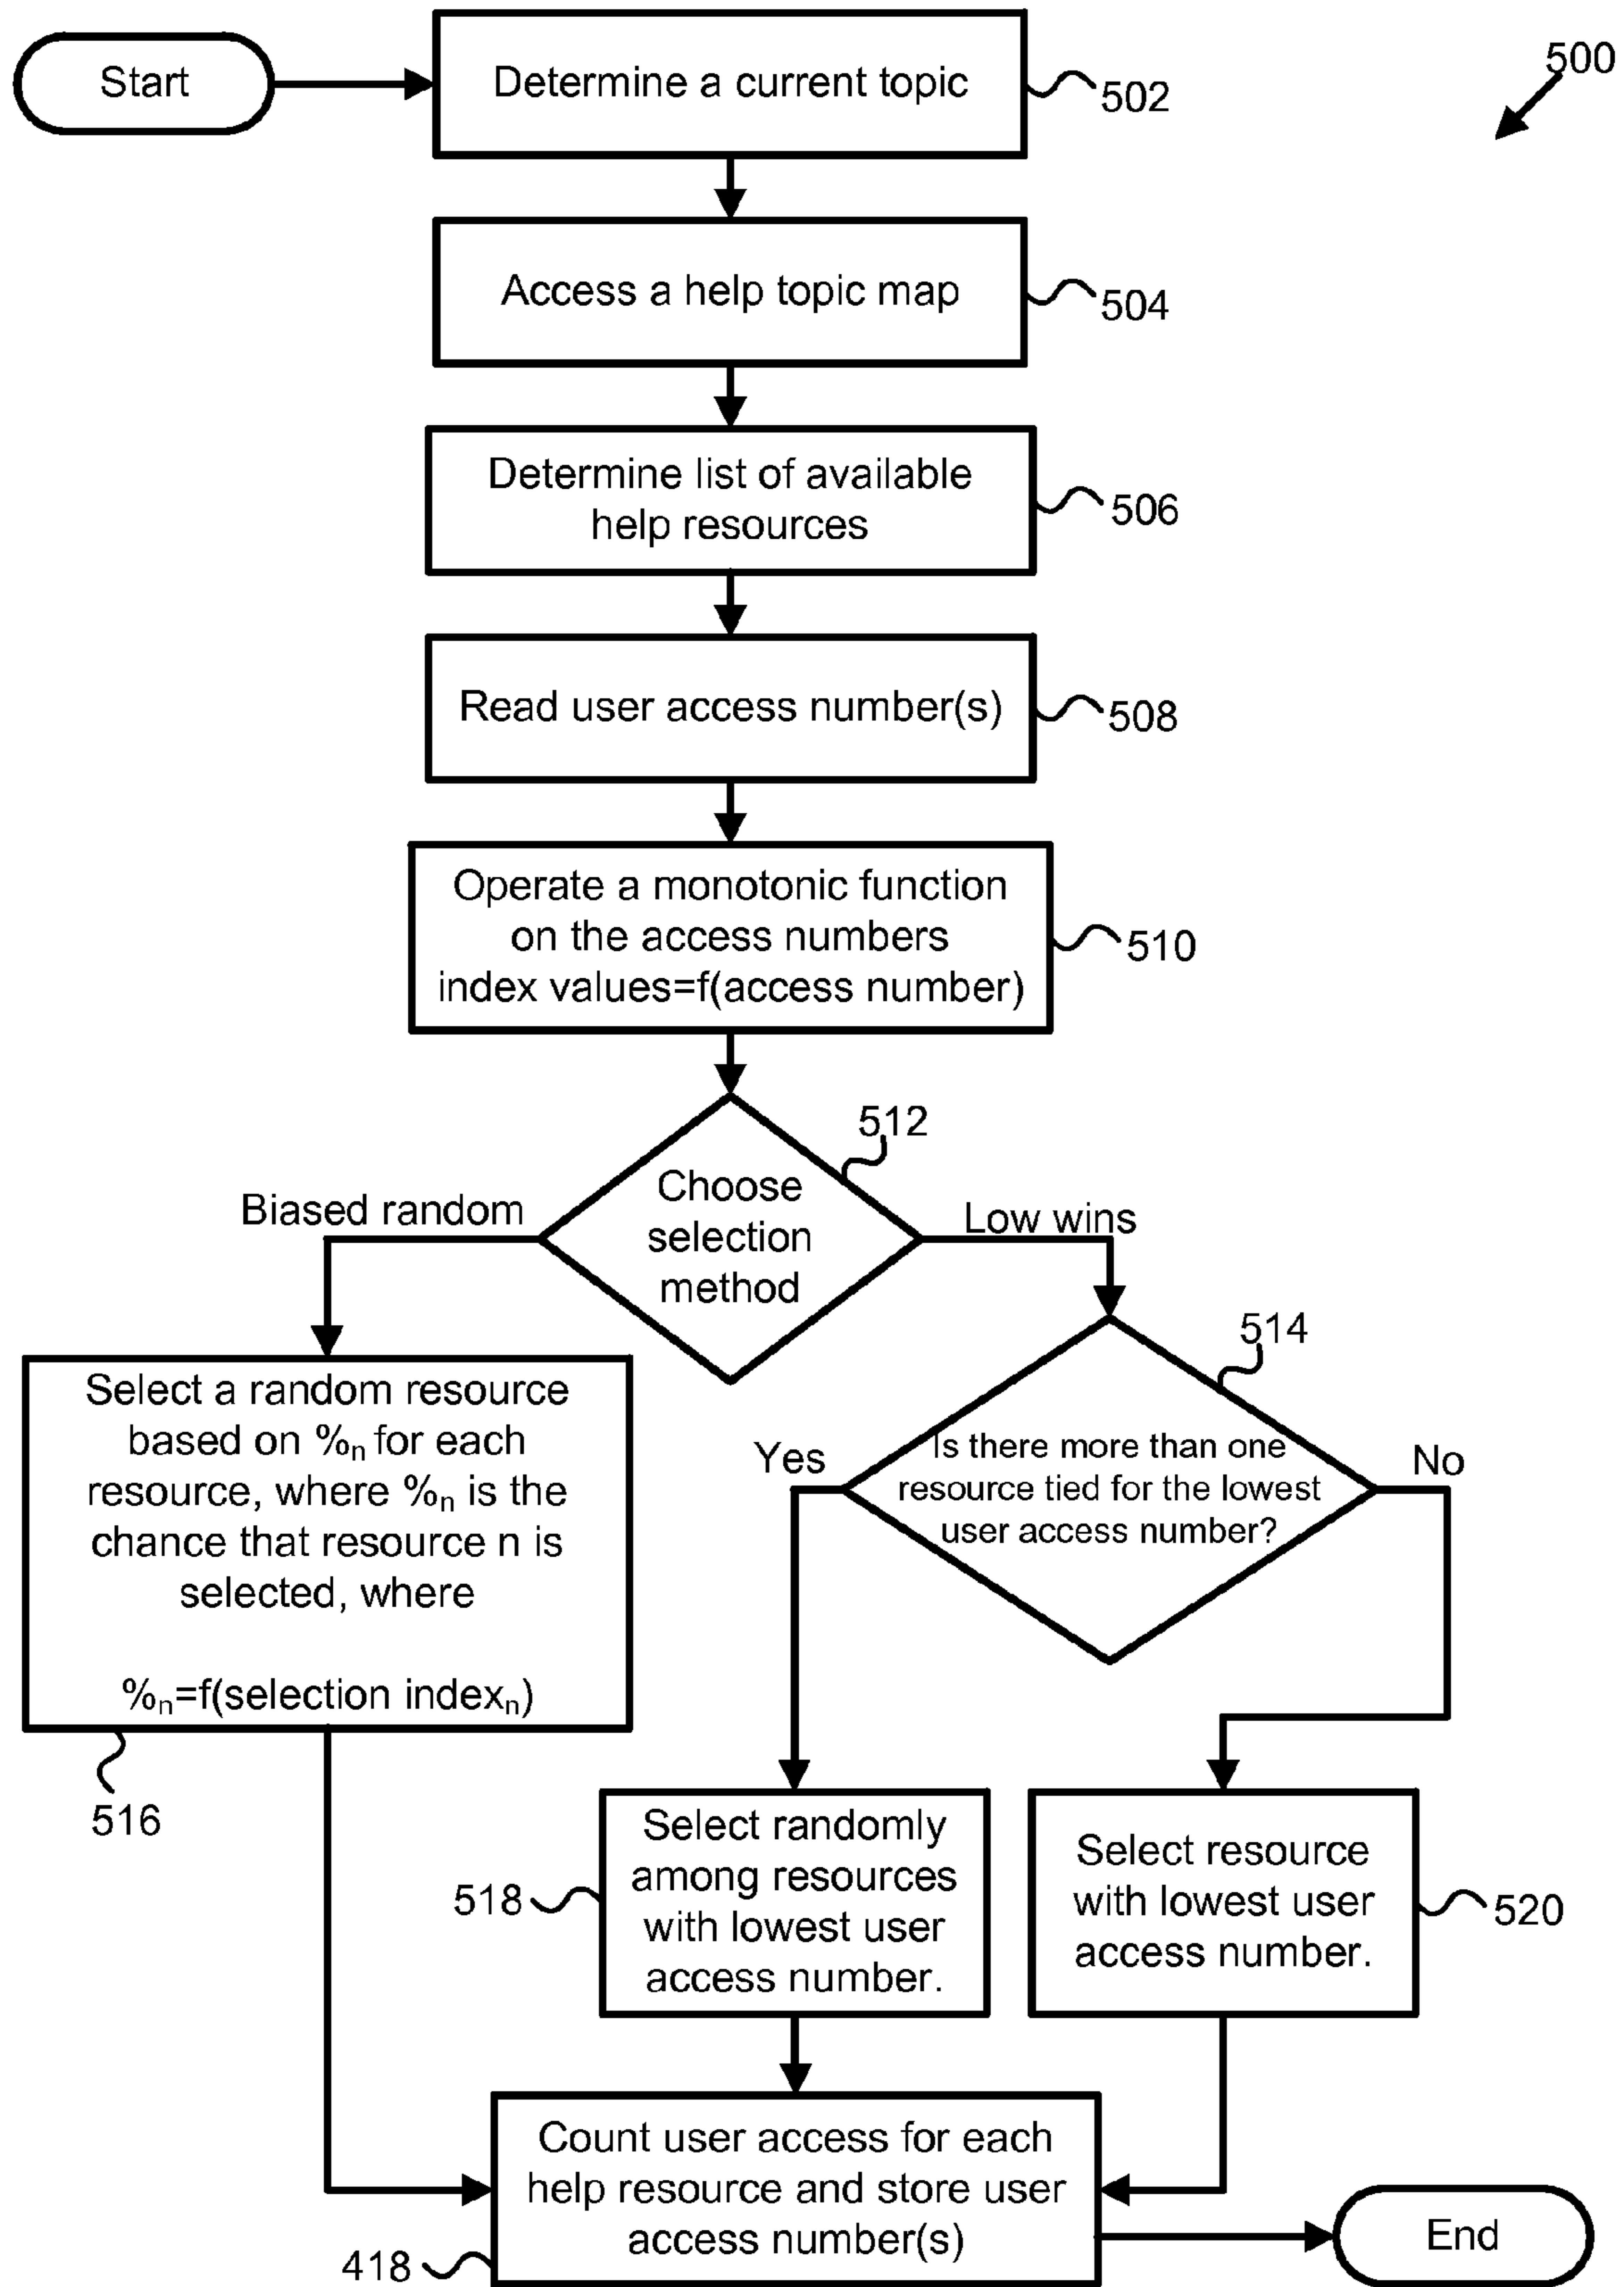 Start
Determine a current topic
502
500
Access a help topic map
504
Determine list of available
help resources
506
Read user access number(s)
508
Operate a monotonic function
on the access numbers
index values=f(access number)
510
512
Choose
selection
method
Biased random
Low wins
514
Is there more than one
resource tied for the lowest
user access number?
Yes
No
Select a random resource
based on %n for each
resource, where %n is the
chance that resource n is
selected, where
%n=f(selection indexn)
516
Select randomly
among resources
with lowest user
access number.
518
Select resource
with lowest user
access number.
520
Count user access for each
help resource and store user
access number(s)
418
End